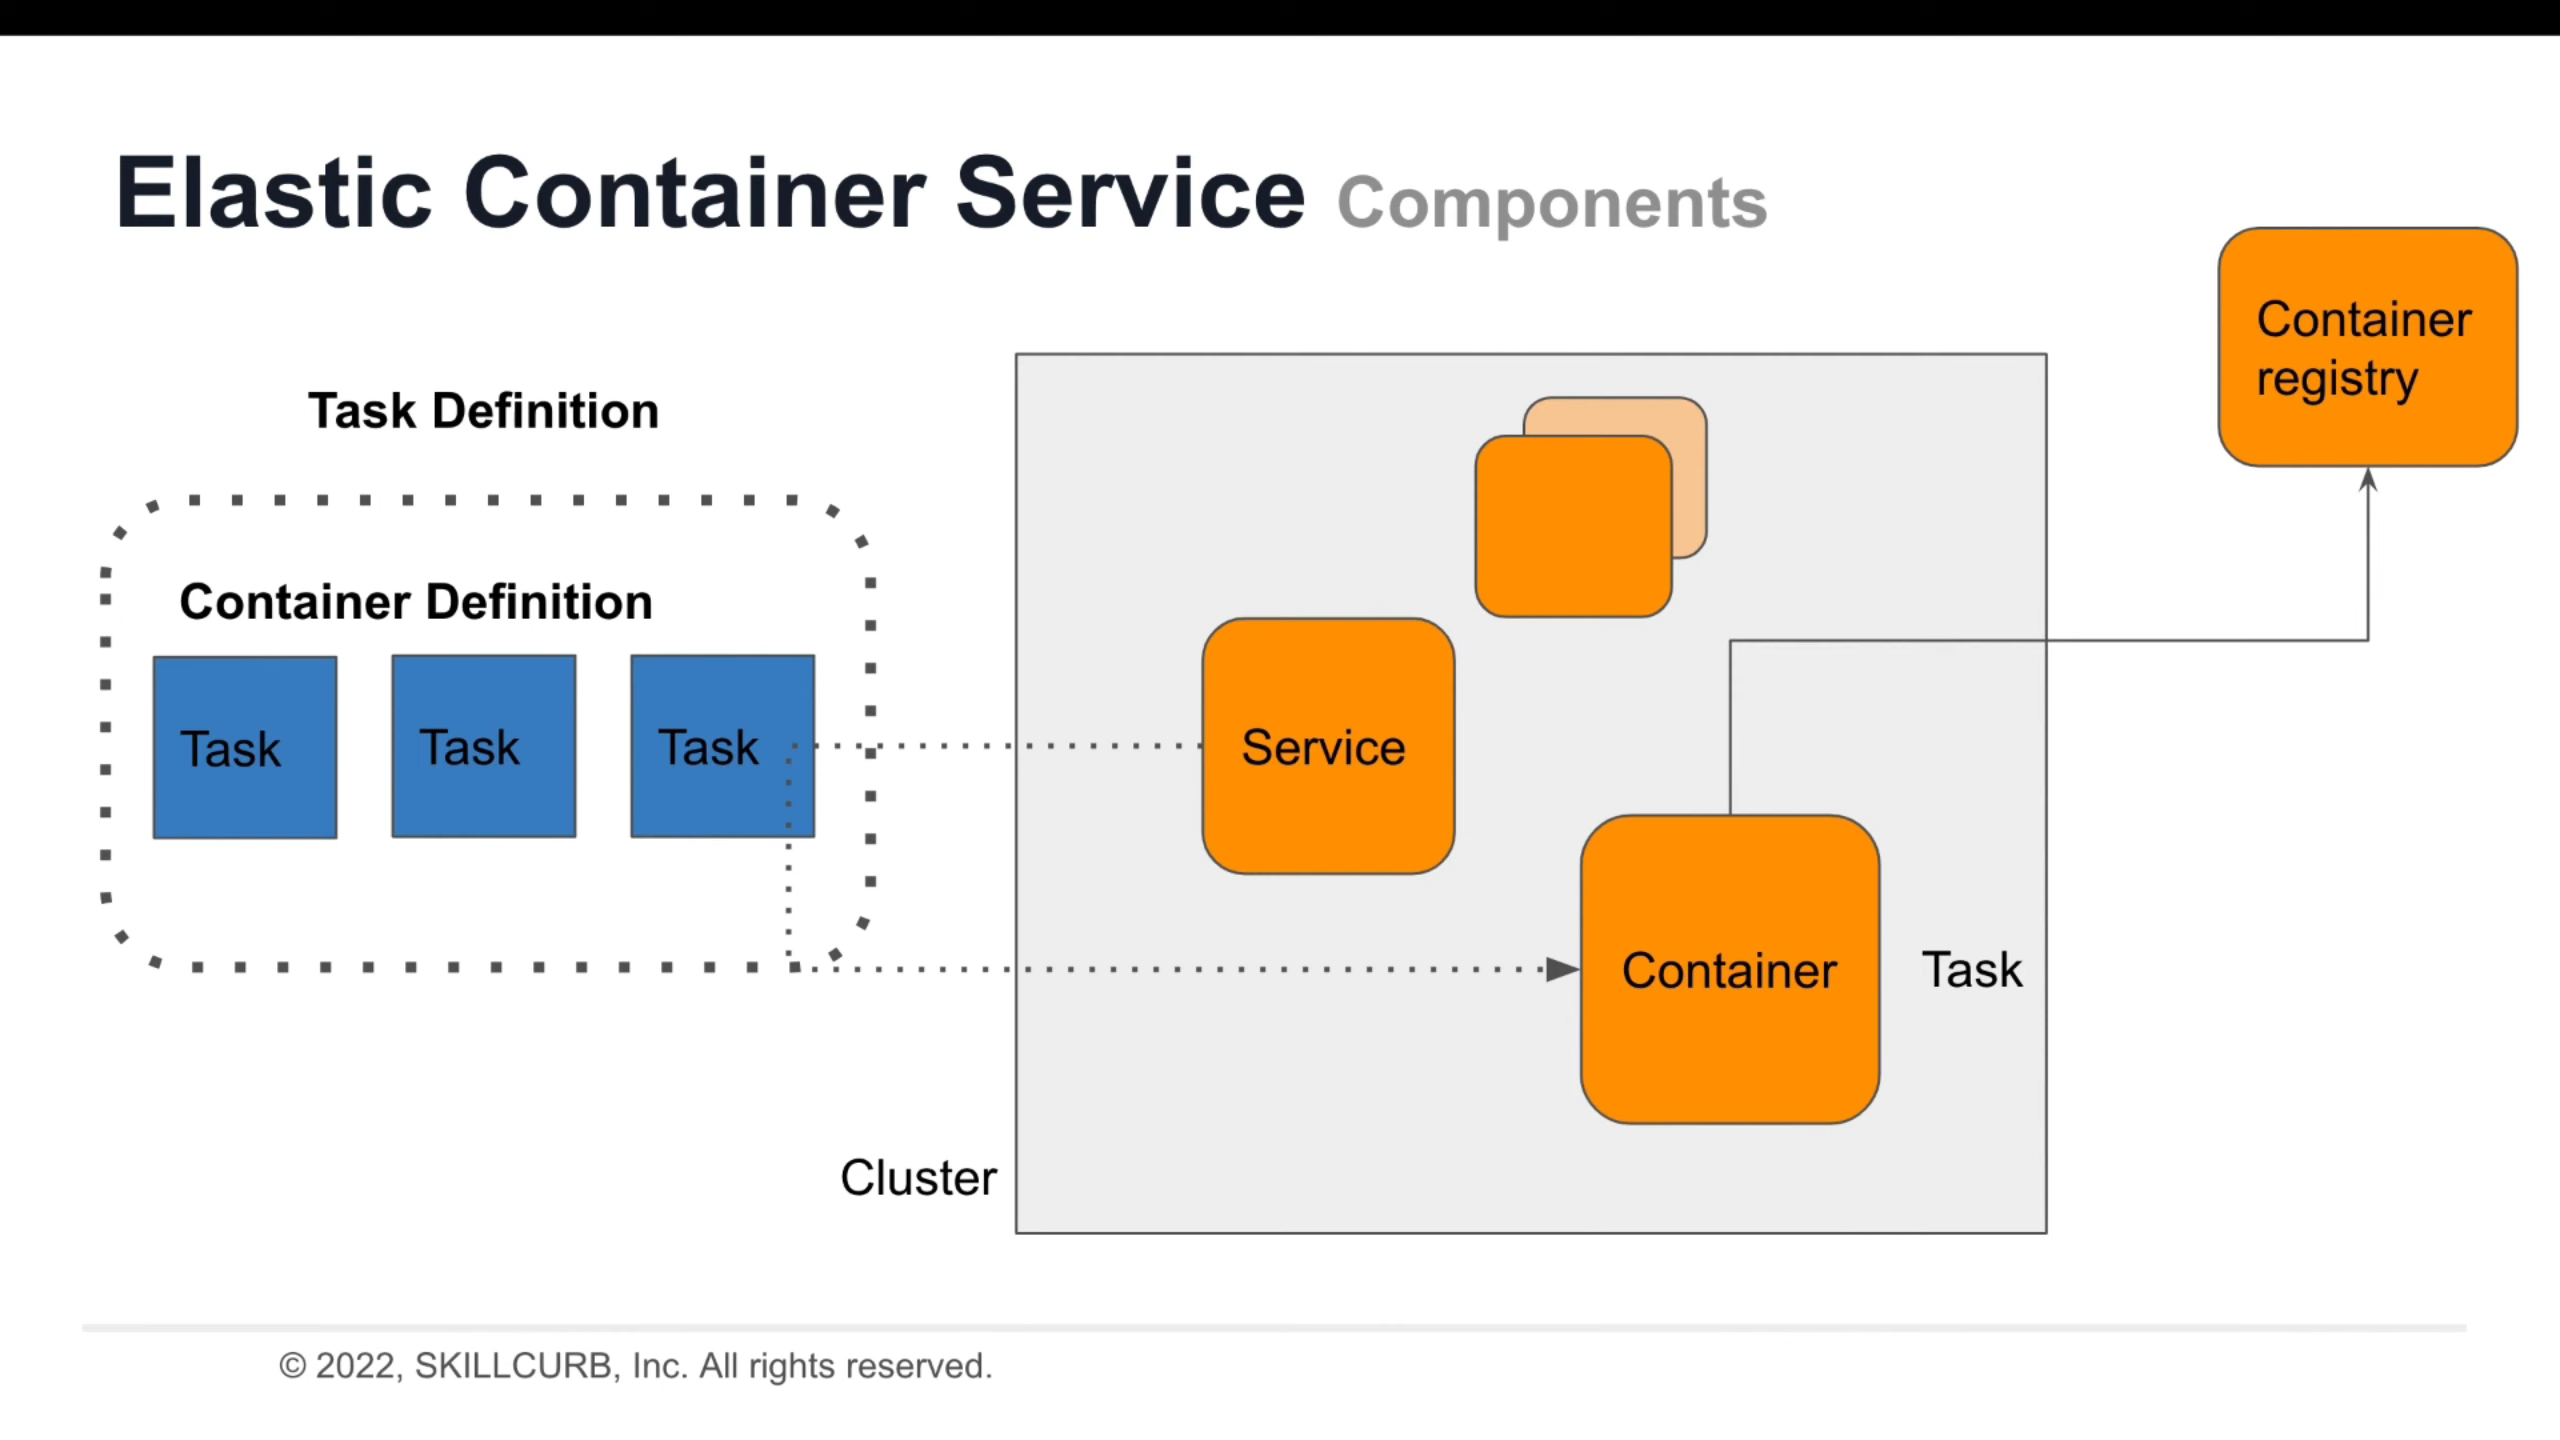 Elastic Container Service Components
Container
registry
Task Definition
Container Definition
Task Task Task
Service
Container
Task
Cluster
© 2022, SKILLCURB, Inc. All rights reserved.